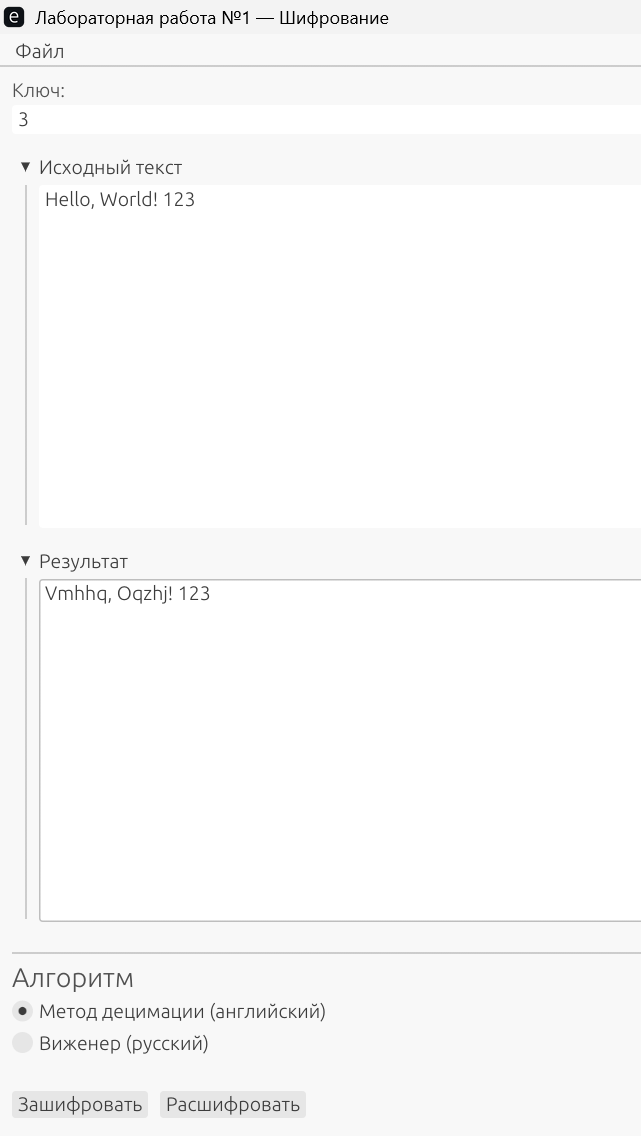 e Лабораторная работа №1 — Шифрование
Файл
Ключ:
3
▼ Исходный текст
Hello, World! 123
▼ Результат
Vmhhq, Oqzhj! 123
Алгоритм
Метод децимации (английский)
Виженер (русский)
Зашифровать Расшифровать